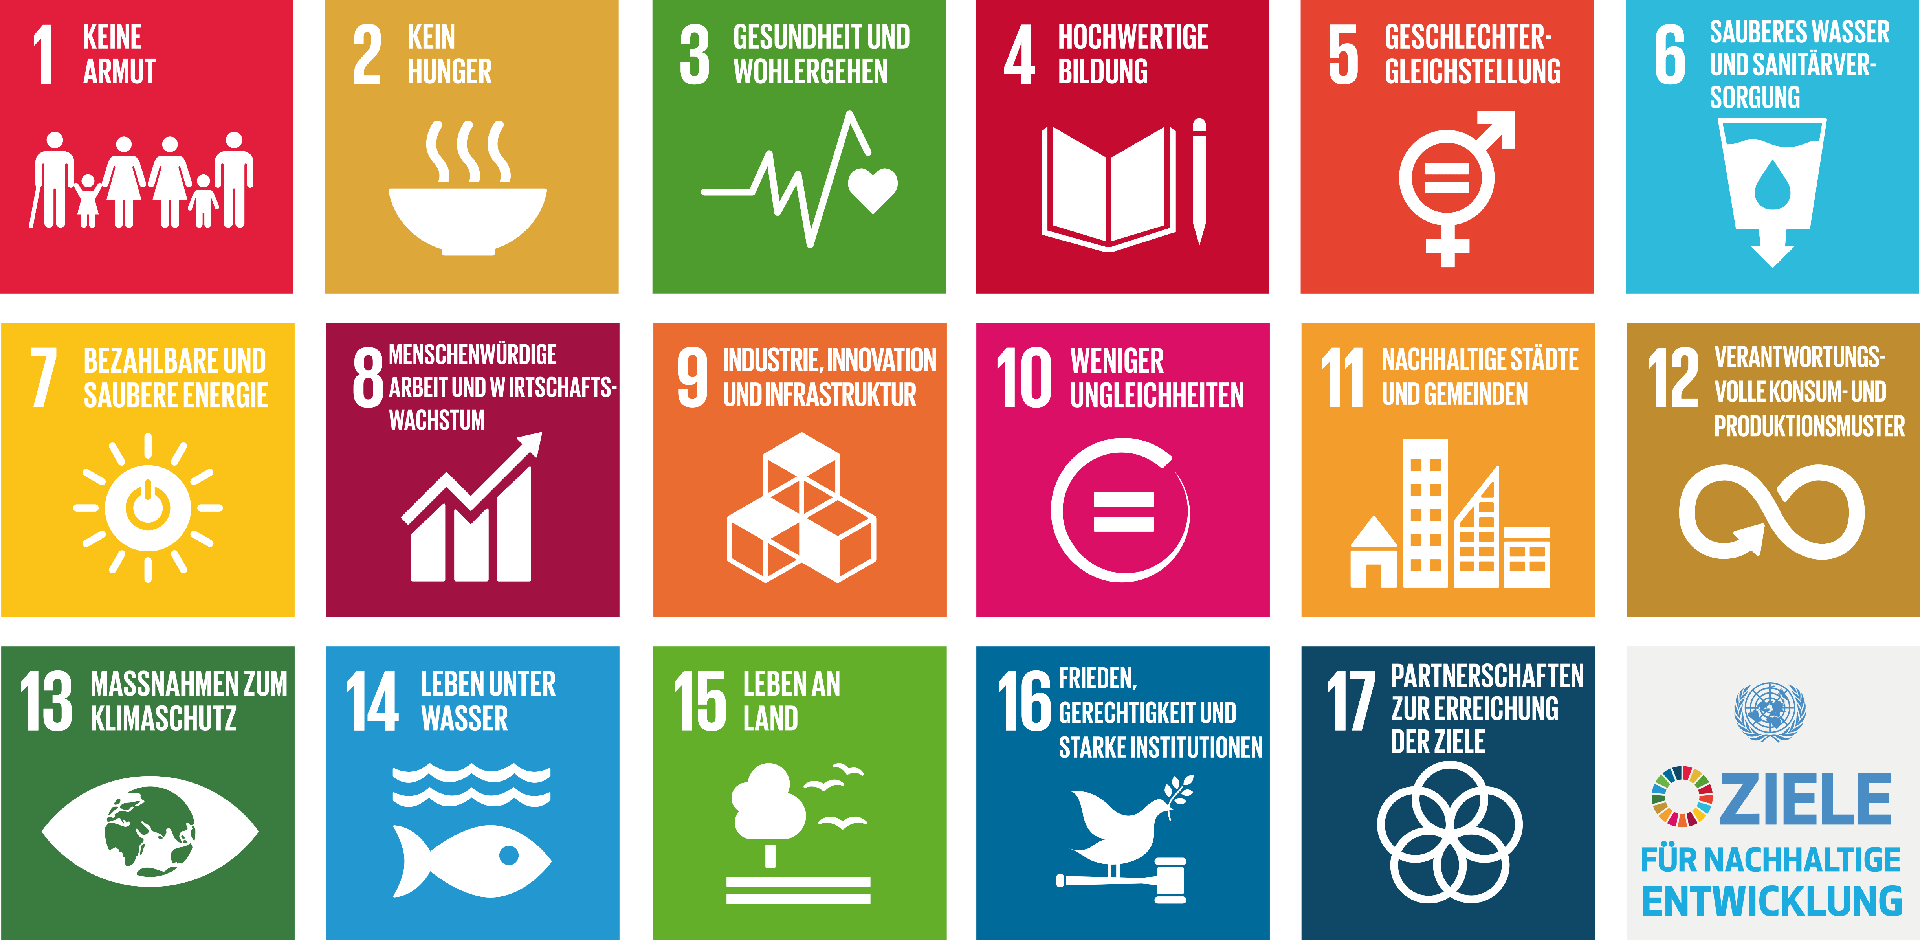 1 KEINE
ARMUT
2 KEIN
HUNGER
3 GESUNDHEIT UND
WOHLERGEHEN
4 HOCHWERTIGE
BILDUNG
5 GESCHLECHTER-
GLEICHSTELLUNG
6 SAUBERES WASSER
UND SANITÄRVER-
SORGUNG
7 BEZAHLBARE UND
SAUBERE ENERGIE
8 MENSCHENWÜRDIGE
ARBEIT UND W IRTSCHAFTS-
WACHSTUM
9 INDUSTRIE, INNOVATION
UND INFRASTRUKTUR
10 WENIGER
UNGLEICHHEITEN
11 NACHHALTIGE STÄDTE
UND GEMEINDEN
12 VERANTWORTUNGS-
VOLLE KONSUM- UND
PRODUKTIONSMUSTER
13 MASSNAHMEN ZUM
KLIMASCHUTZ
14 LEBEN UNTER
WASSER
15 LEBEN AN
LAND
16 FRIEDEN,
GERECHTIGKEIT UND
STARKE INSTITUTIONEN
17 PARTNERSCHAFTEN
ZUR ERREICHUNG
DER ZIELE
ZIELE
FÜR NACHHALTIGE
ENTWICKLUNG